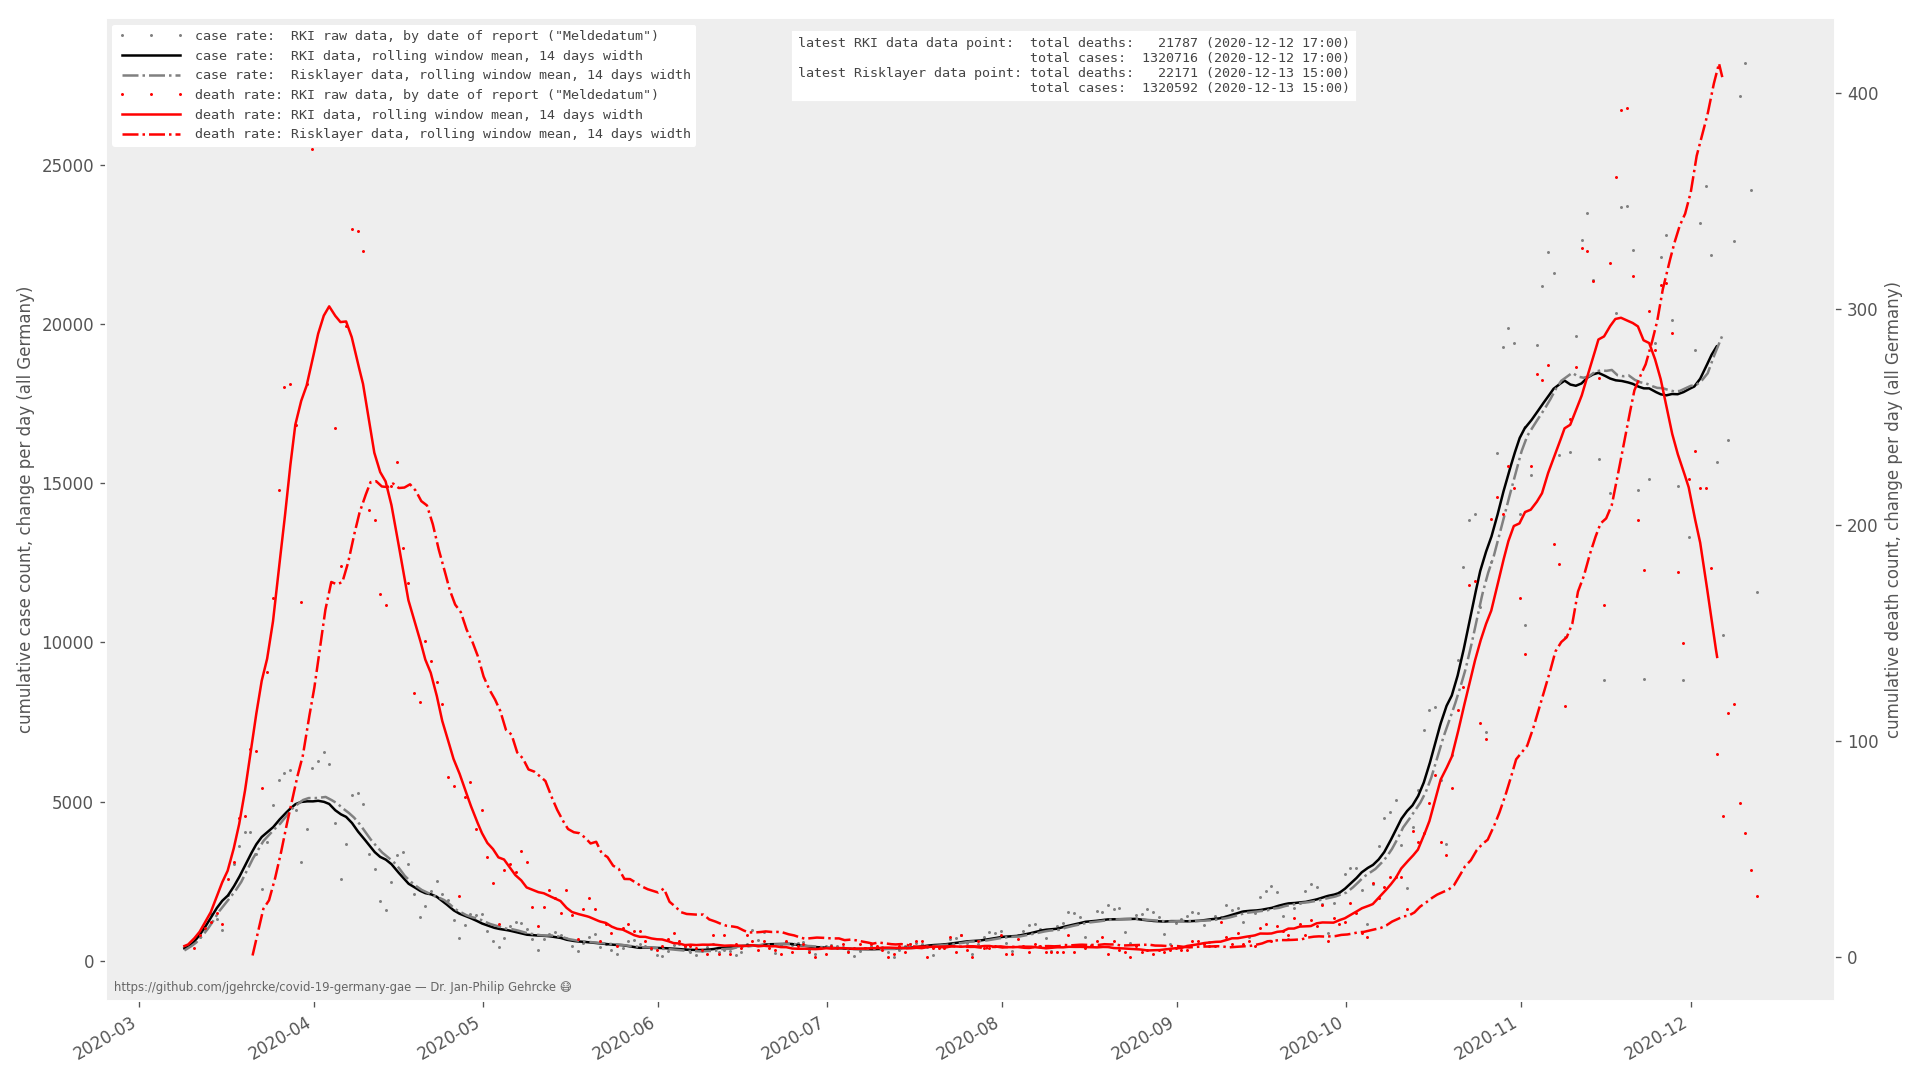 case rate:  RKI raw data, by date of report ("Meldedatum")
case rate:  RKI data, rolling window mean, 14 days width
case rate:  Risklayer data, rolling window mean, 14 days width
death rate: RKI raw data, by date of report ("Meldedatum")
death rate: RKI data, rolling window mean, 14 days width
death rate: Risklayer data, rolling window mean, 14 days width
latest RKI data data point:  total deaths:   21787 (2020-12-12 17:00)
total cases:  1320716 (2020-12-12 17:00)
latest Risklayer data point: total deaths:   22171 (2020-12-13 15:00)
total cases:  1320592 (2020-12-13 15:00)
cumulative case count, change per day (all Germany)
25000
20000
15000
10000
5000
0
400
300
200
100
0
cumulative death count, change per day (all Germany)
https://github.com/jgehrcke/covid-19-germany-gae — Dr. Jan-Philip Gehrcke 😷
2020-03
2020-04
2020-05
2020-06
2020-07
2020-08
2020-09
2020-10
2020-11
2020-12